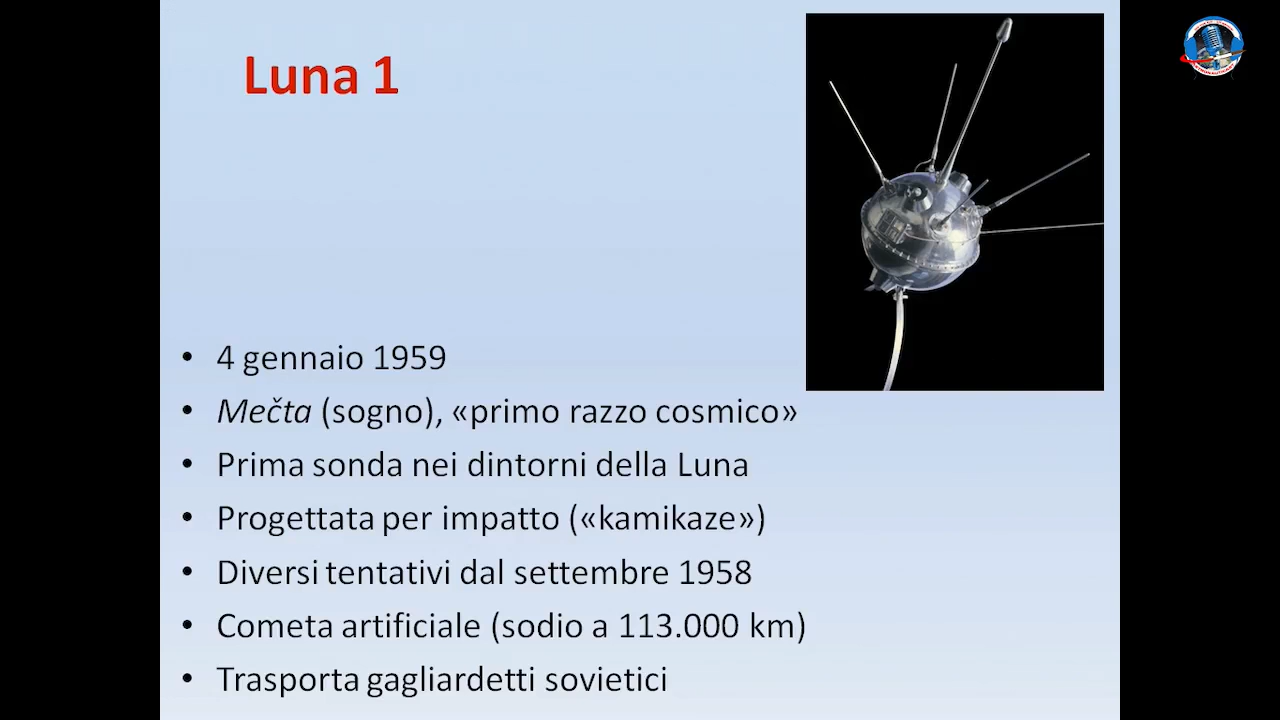 Luna 1
• 4 gennaio 1959
• Mečta (sogno), «primo razzo cosmico»
• Prima sonda nei dintorni della Luna
• Progettata per impatto («kamikaze»)
• Diversi tentativi dal settembre 1958
• Cometa artificiale (sodio a 113.000 km)
• Trasporta gagliardetti sovietici